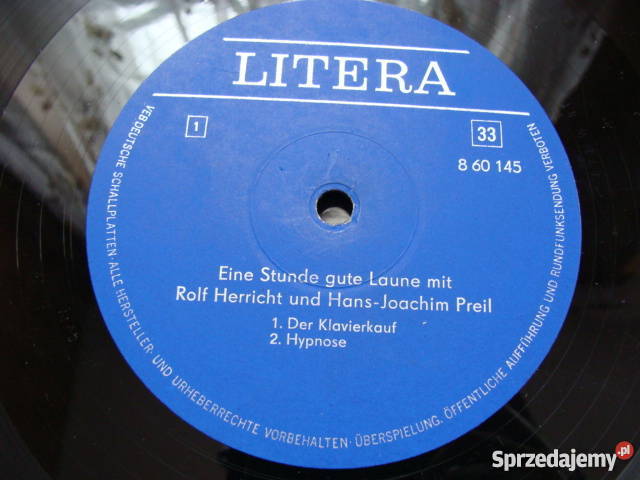 LITERA
1
33
8 60 145
Eine Stunde gute Laune mit
Rolf Herricht und Hans-Joachim Preil
1. Der Klavierkauf
2. Hypnose
VEB DEUTSCHE SCHALLPLATTEN · ALLE HERSTELLER- UND URHEBERRECHTE VORBEHALTEN · ÜBERSPIELUNG, ÖFFENTLICHE AUFFÜHRUNG UND RUNDFUNKSENDUNG VERBOTEN
Sprzedajemy.pl